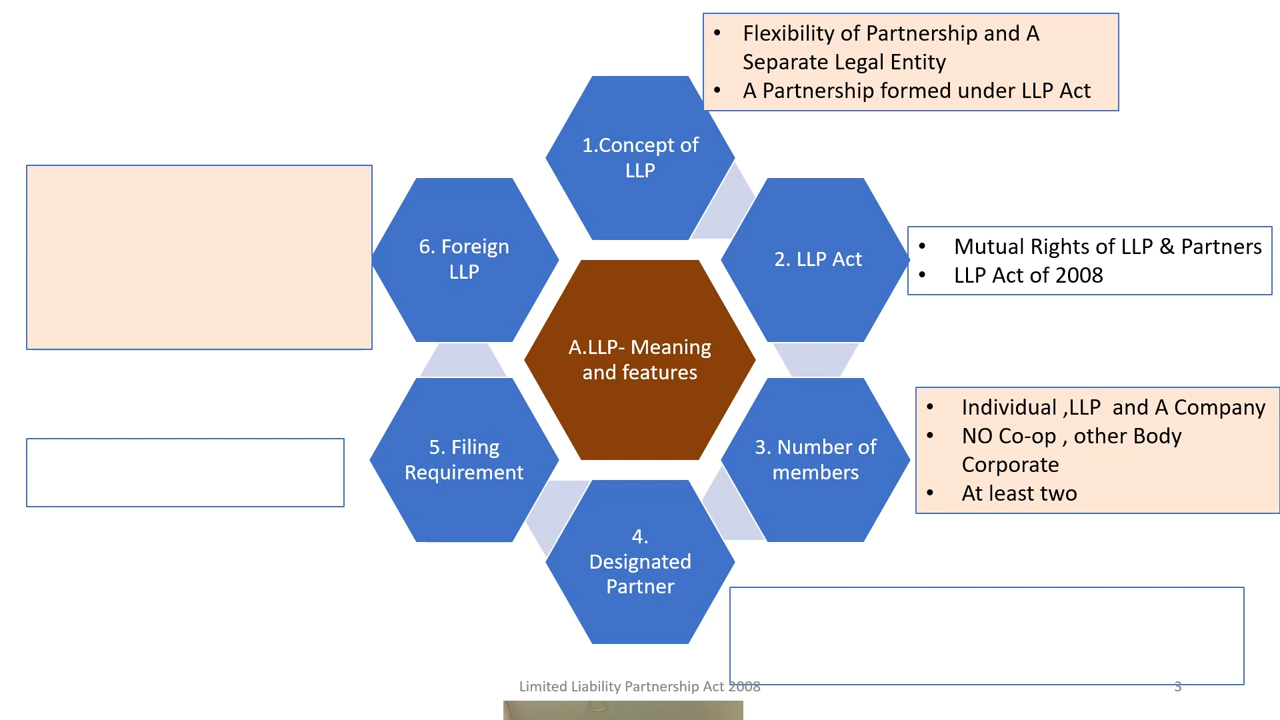 • Flexibility of Partnership and A
Separate Legal Entity
• A Partnership formed under LLP Act
1.Concept of
LLP
2. LLP Act
• Mutual Rights of LLP & Partners
• LLP Act of 2008
3. Number of
members
• Individual ,LLP and A Company
• NO Co-op , other Body
Corporate
• At least two
4.
Designated
Partner
5. Filing
Requirement
6. Foreign
LLP
A.LLP- Meaning
and features
Limited Liability Partnership Act 2008
3